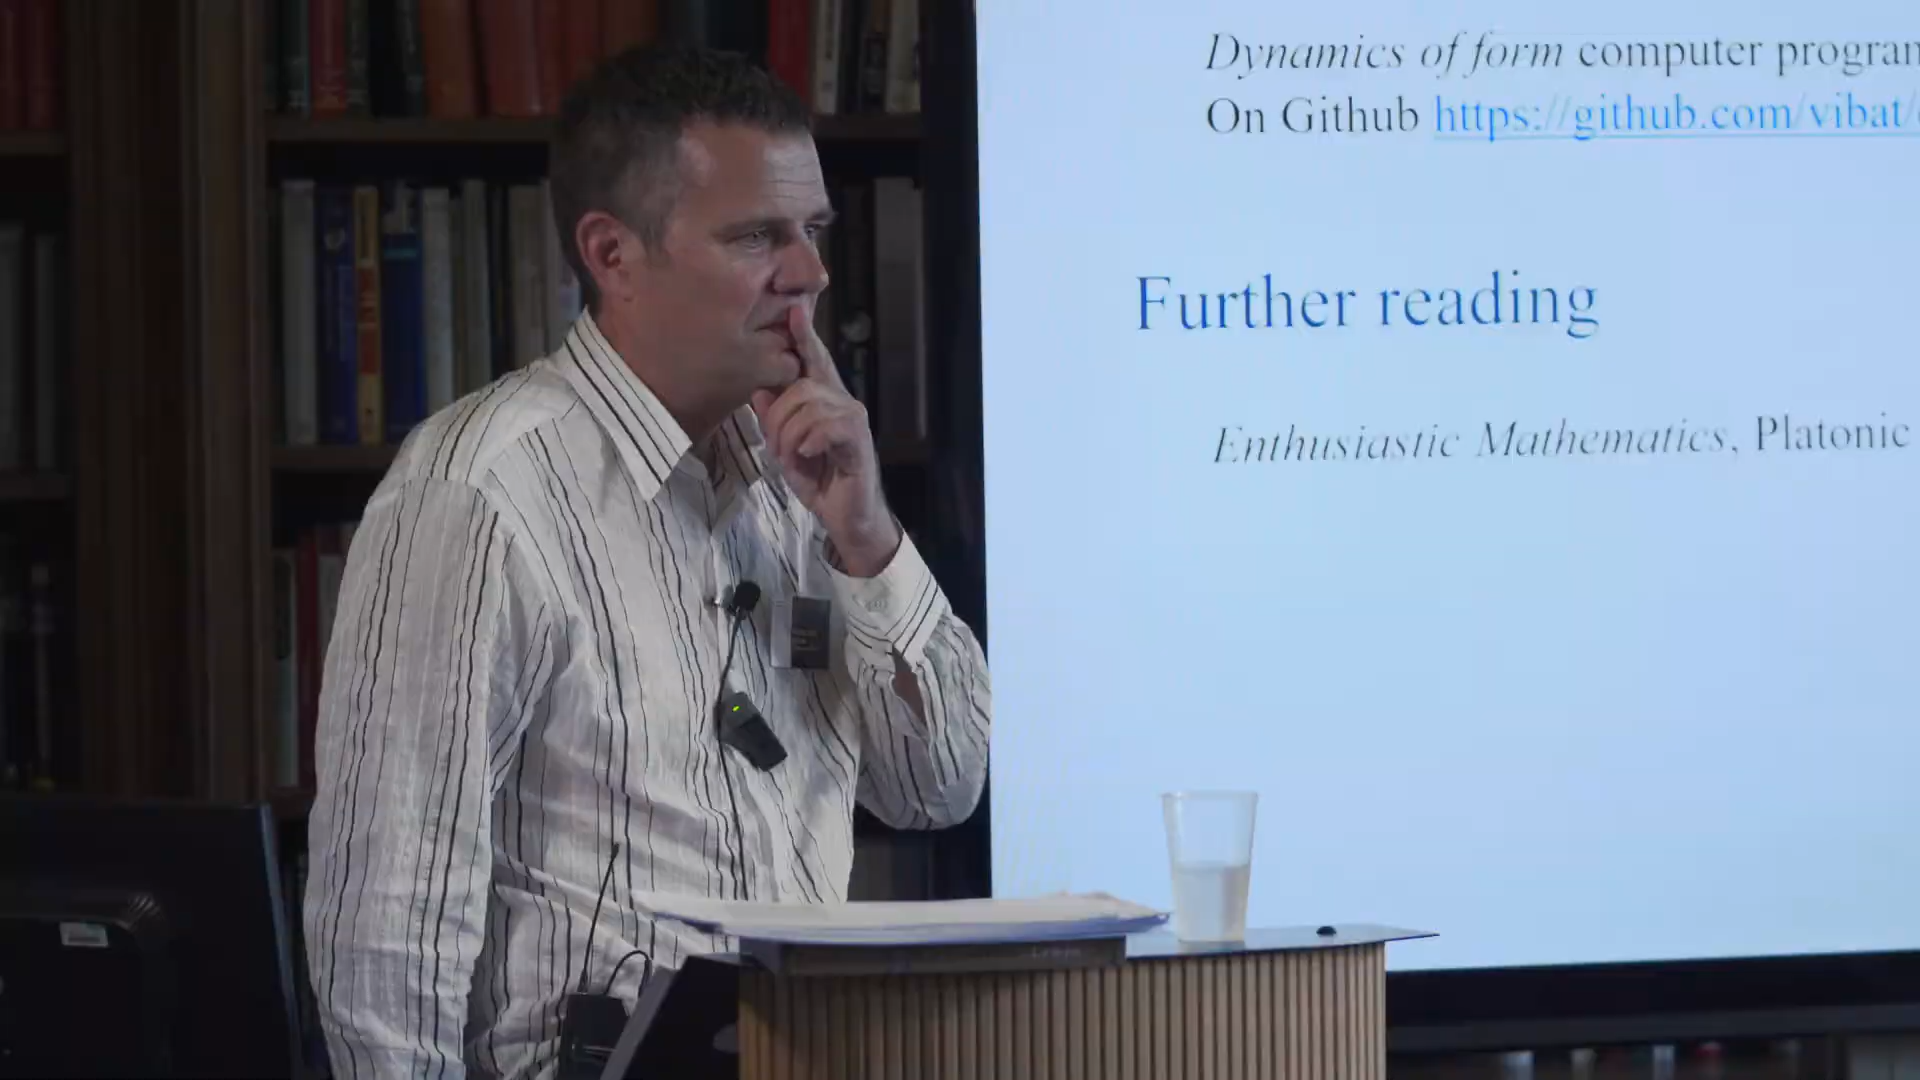 Dynamics of form computer program
On Github https://github.com/vibat/
Further reading
Enthusiastic Mathematics, Platonic